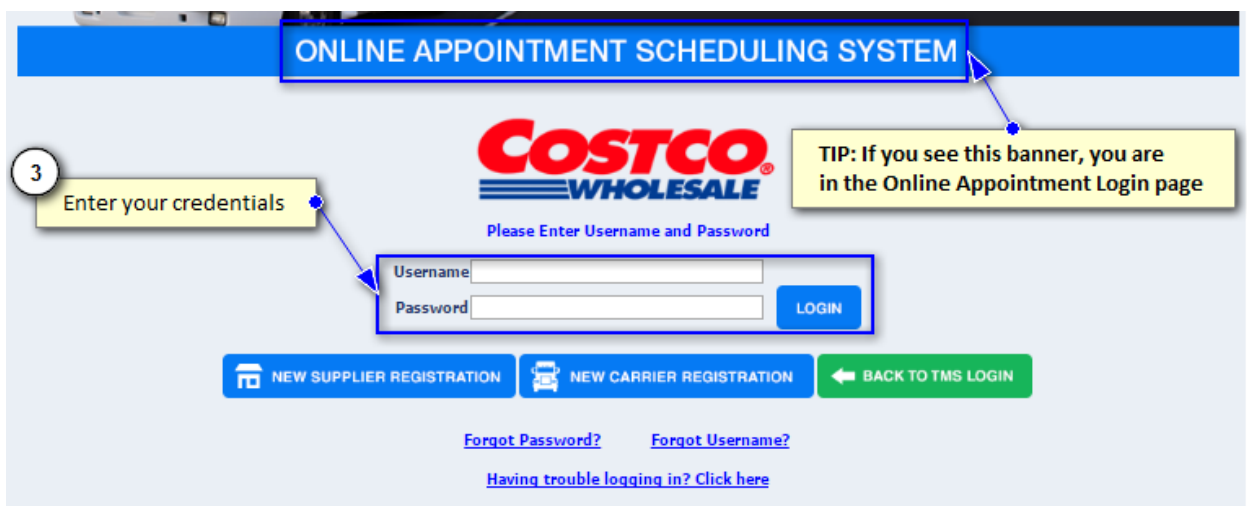 ONLINE APPOINTMENT SCHEDULING SYSTEM
COSTCO®
WHOLESALE
TIP: If you see this banner, you are
in the Online Appointment Login page
3
Enter your credentials
Please Enter Username and Password
Username
Password
LOGIN
NEW SUPPLIER REGISTRATION
NEW CARRIER REGISTRATION
BACK TO TMS LOGIN
Forgot Password?
Forgot Username?
Having trouble logging in? Click here